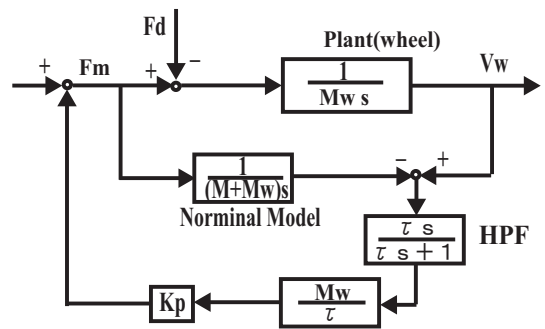 Fd
Plant(wheel)
+
Fm
+
−
1
Mw s
Vw
1
(M+Mw)s
−
+
Norminal Model
τ s
τ s + 1
HPF
Kp
Mw
τ